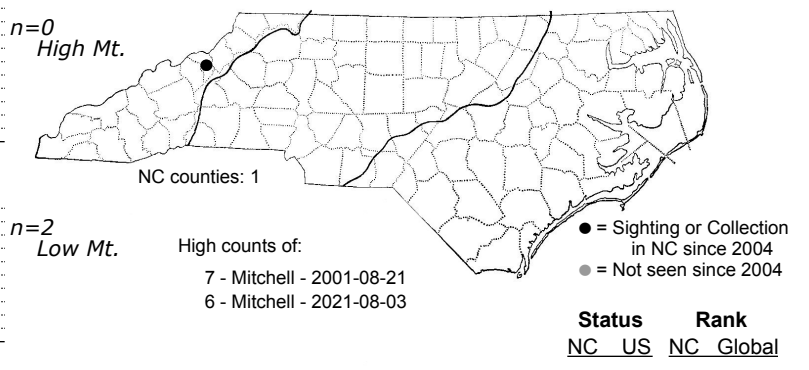 n=0
High Mt.
NC counties: 1
n=2
Low Mt.
High counts of:
7 - Mitchell - 2001-08-21
6 - Mitchell - 2021-08-03
● = Sighting or Collection
in NC since 2004
● = Not seen since 2004
Status Rank
NC US NC Global